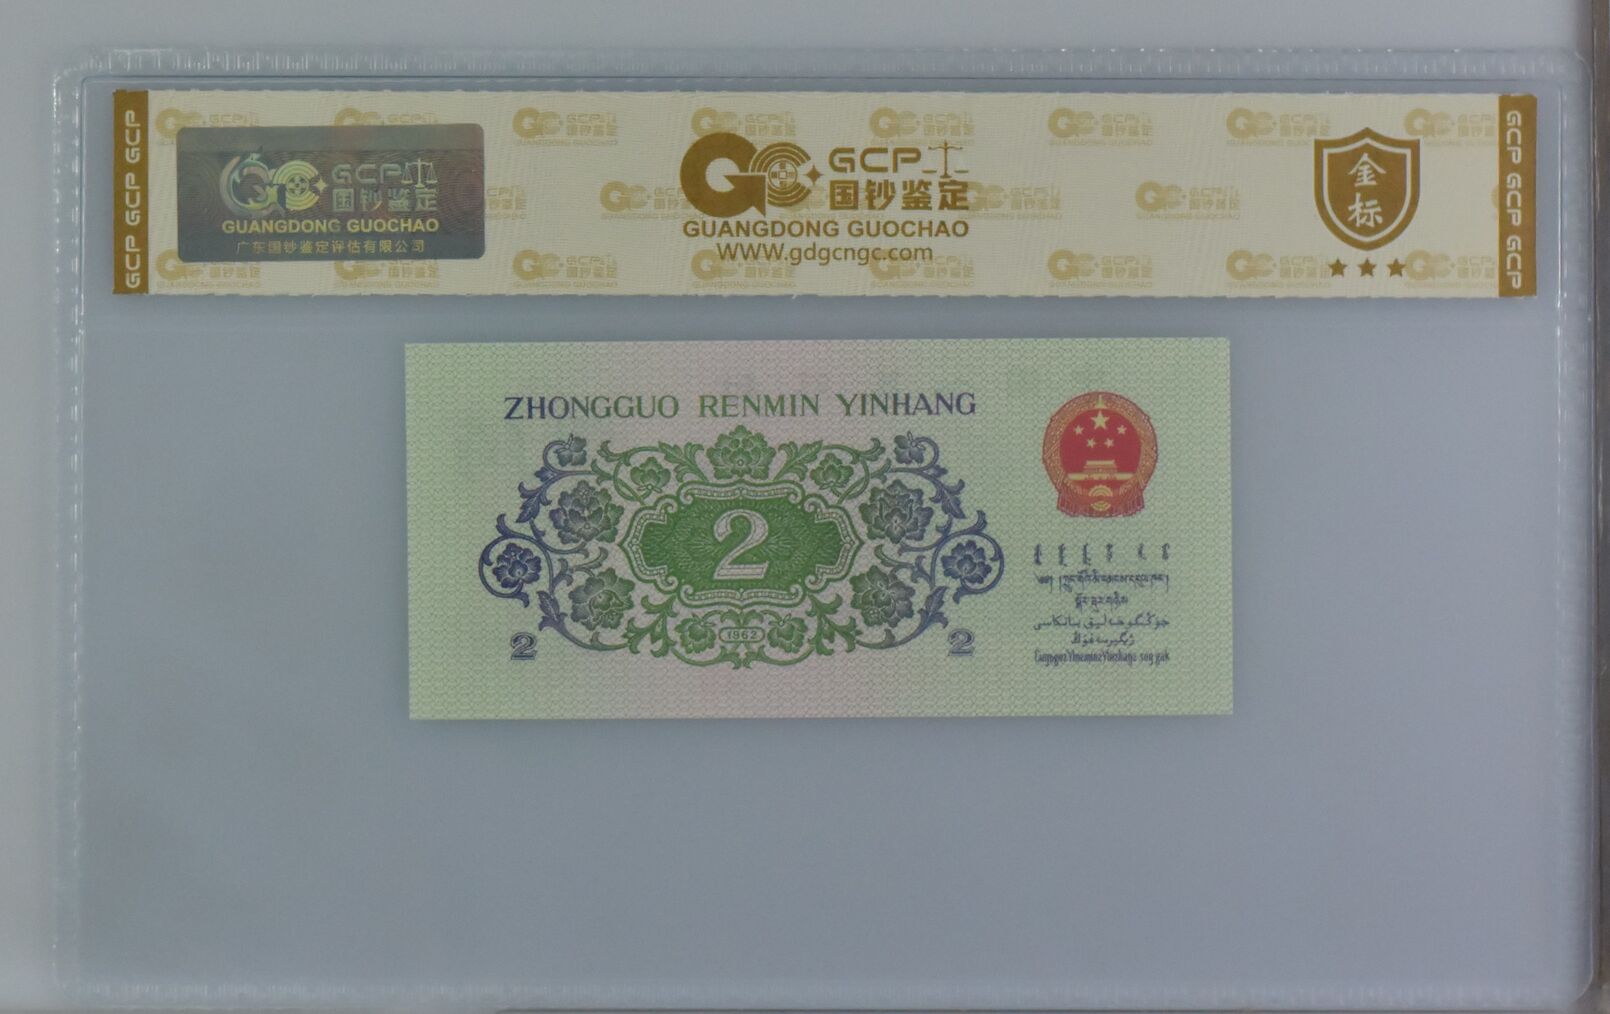 GCP GCP GCP
GCP
国钞鉴定
GUANGDONG GUOCHAO
广东国钞鉴定评估有限公司
GCP
国钞鉴定
GUANGDONG GUOCHAO
WWW.gdgcngc.com
金标
GCP GCP GCP
ZHONGGUO RENMIN YINHANG
2
1962
2
2